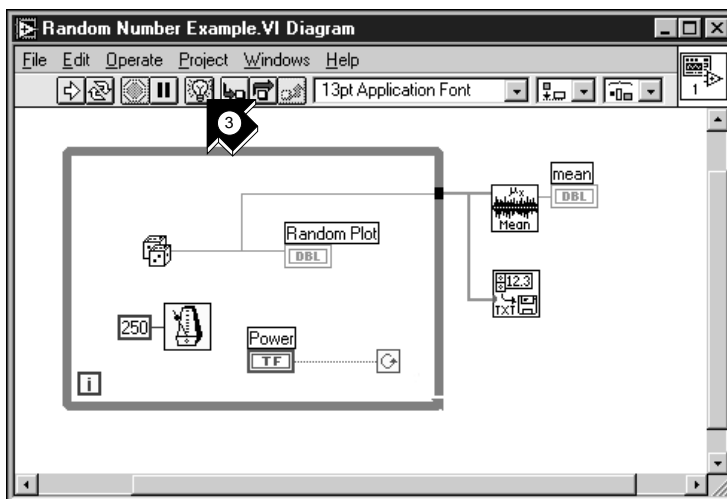 Random Number Example.VI Diagram
File Edit Operate Project Windows Help
13pt Application Font
1
3
mean
μx
DBL
Mean
Random Plot
DBL
12.3
TXT
250
Power
TF
i